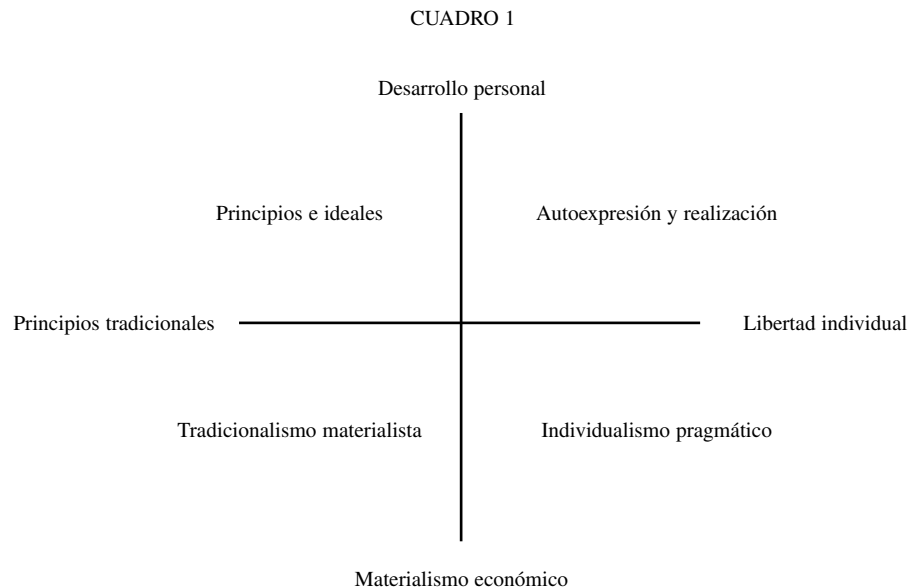 CUADRO 1
Desarrollo personal
Principios e ideales
Autoexpresión y realización
Principios tradicionales
Libertad individual
Tradicionalismo materialista
Individualismo pragmático
Materialismo económico